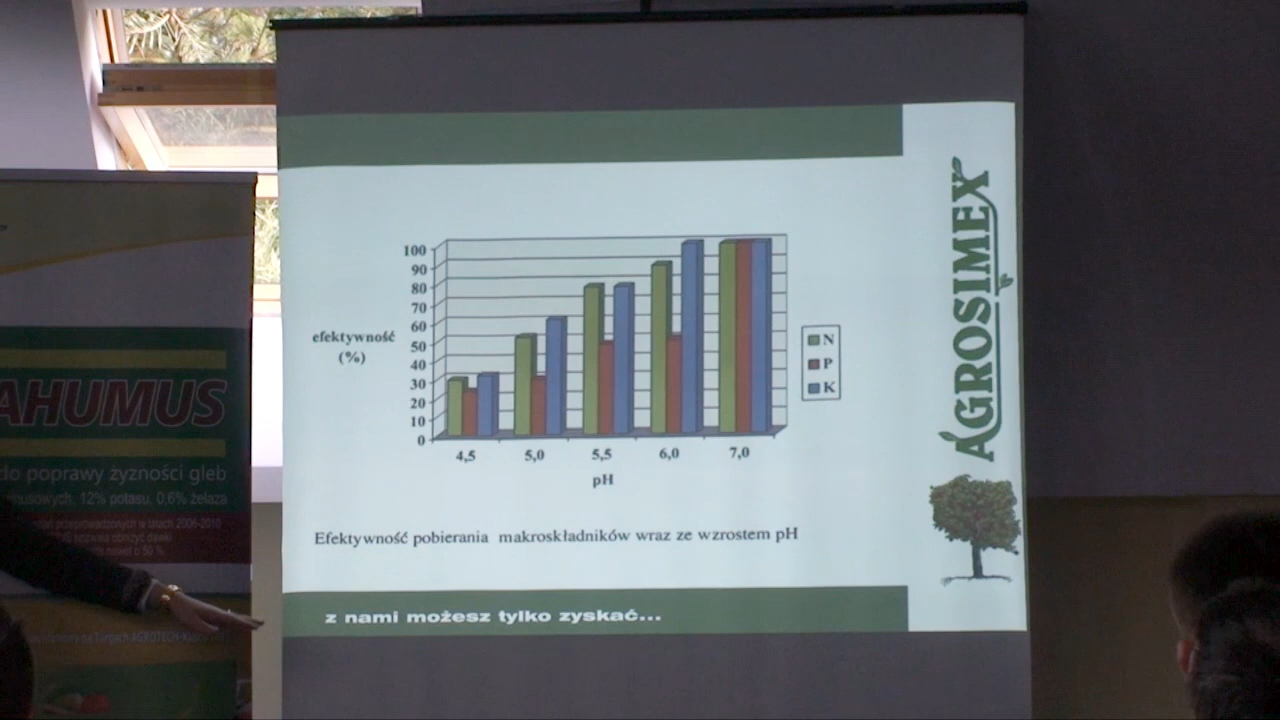 AHUMUS
do poprawy żyzności gleb
12% potasu, 0,6% żelaza
AGROSIMEX
100
90
80
70
60
50
40
30
20
10
0
efektywność
(%)
4,5 5,0 5,5 6,0 7,0
pH
N
P
K
Efektywność pobierania makroskładników wraz ze wzrostem pH
z nami możesz tylko zyskać...